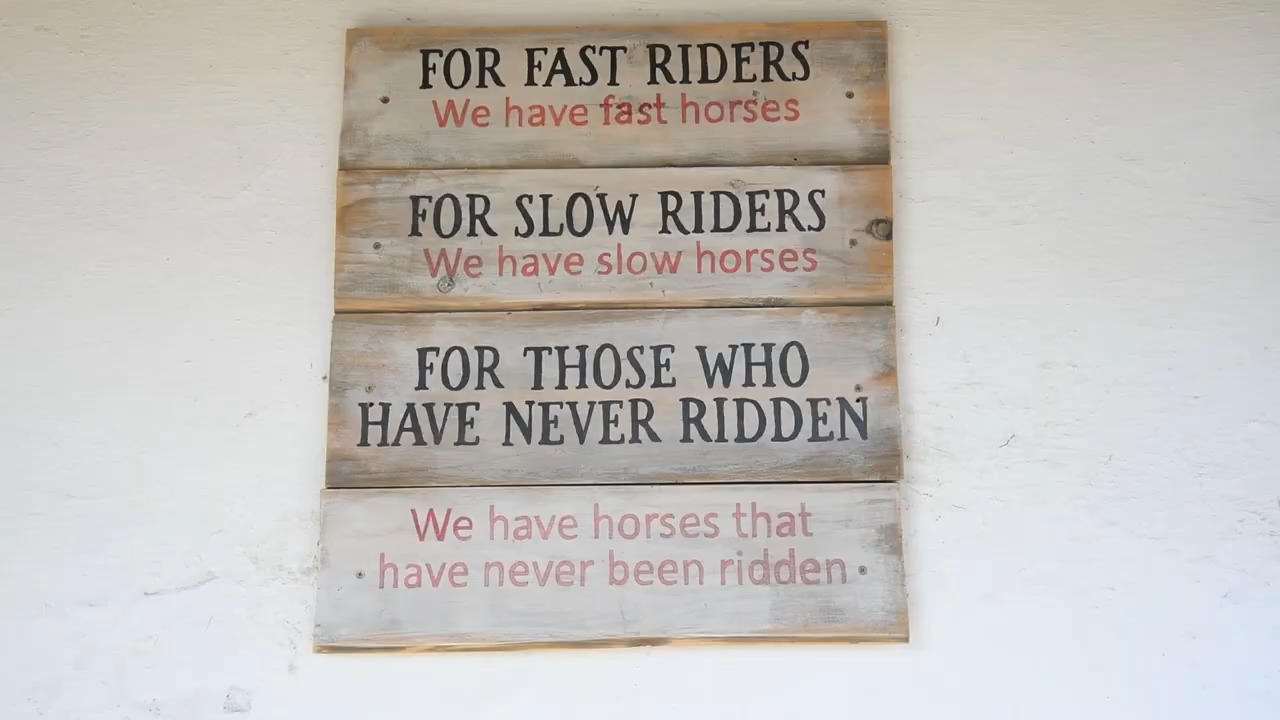 FOR FAST RIDERS
We have fast horses
FOR SLOW RIDERS
We have slow horses
FOR THOSE WHO
HAVE NEVER RIDDEN
We have horses that
have never been ridden